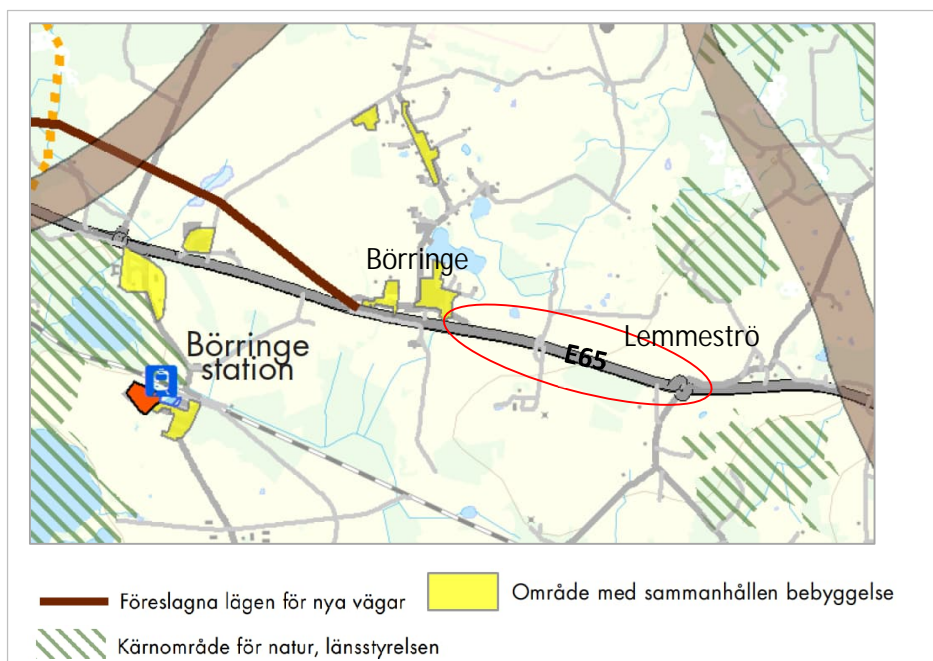 Börringe
Lemmeströ
E65
Börringe
station
Föreslagna lägen för nya vägar
Område med sammanhållen bebyggelse
Kärnområde för natur, länsstyrelsen